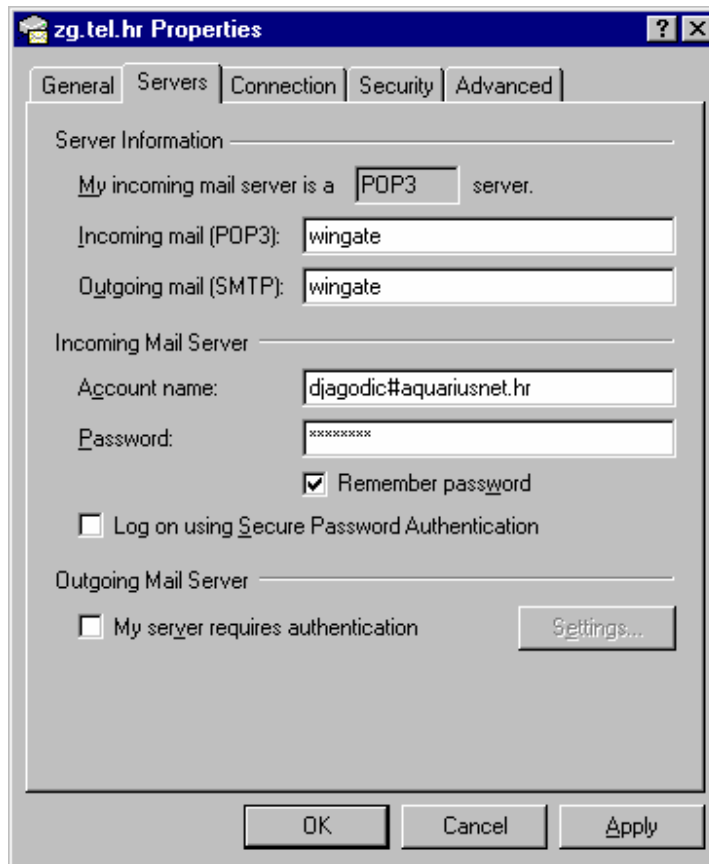 zg.tel.hr Properties
General Servers Connection Security Advanced
Server Information
My incoming mail server is a POP3 server.
Incoming mail (POP3): wingate
Outgoing mail (SMTP): wingate
Incoming Mail Server
Account name: djagodic#aquariusnet.hr
Password: ********
Remember password
Log on using Secure Password Authentication
Outgoing Mail Server
My server requires authentication Settings...
OK Cancel Apply